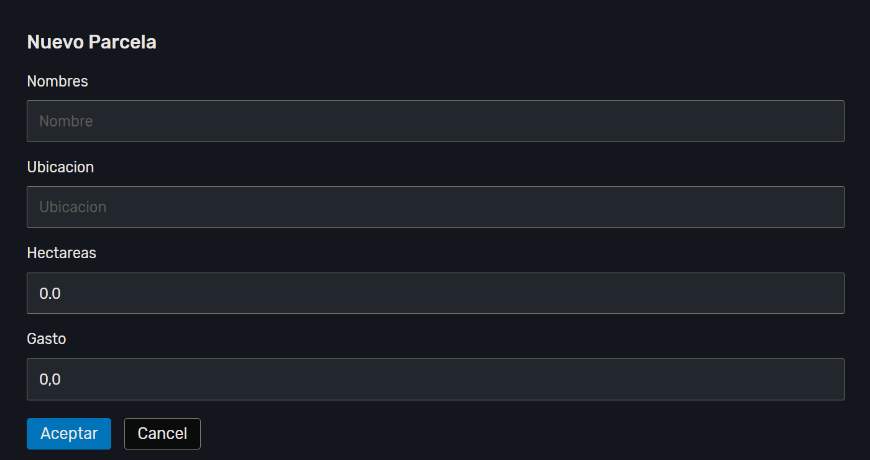 Nuevo Parcela
Nombres
Nombre
Ubicacion
Ubicacion
Hectareas
0.0
Gasto
0,0
Aceptar Cancel